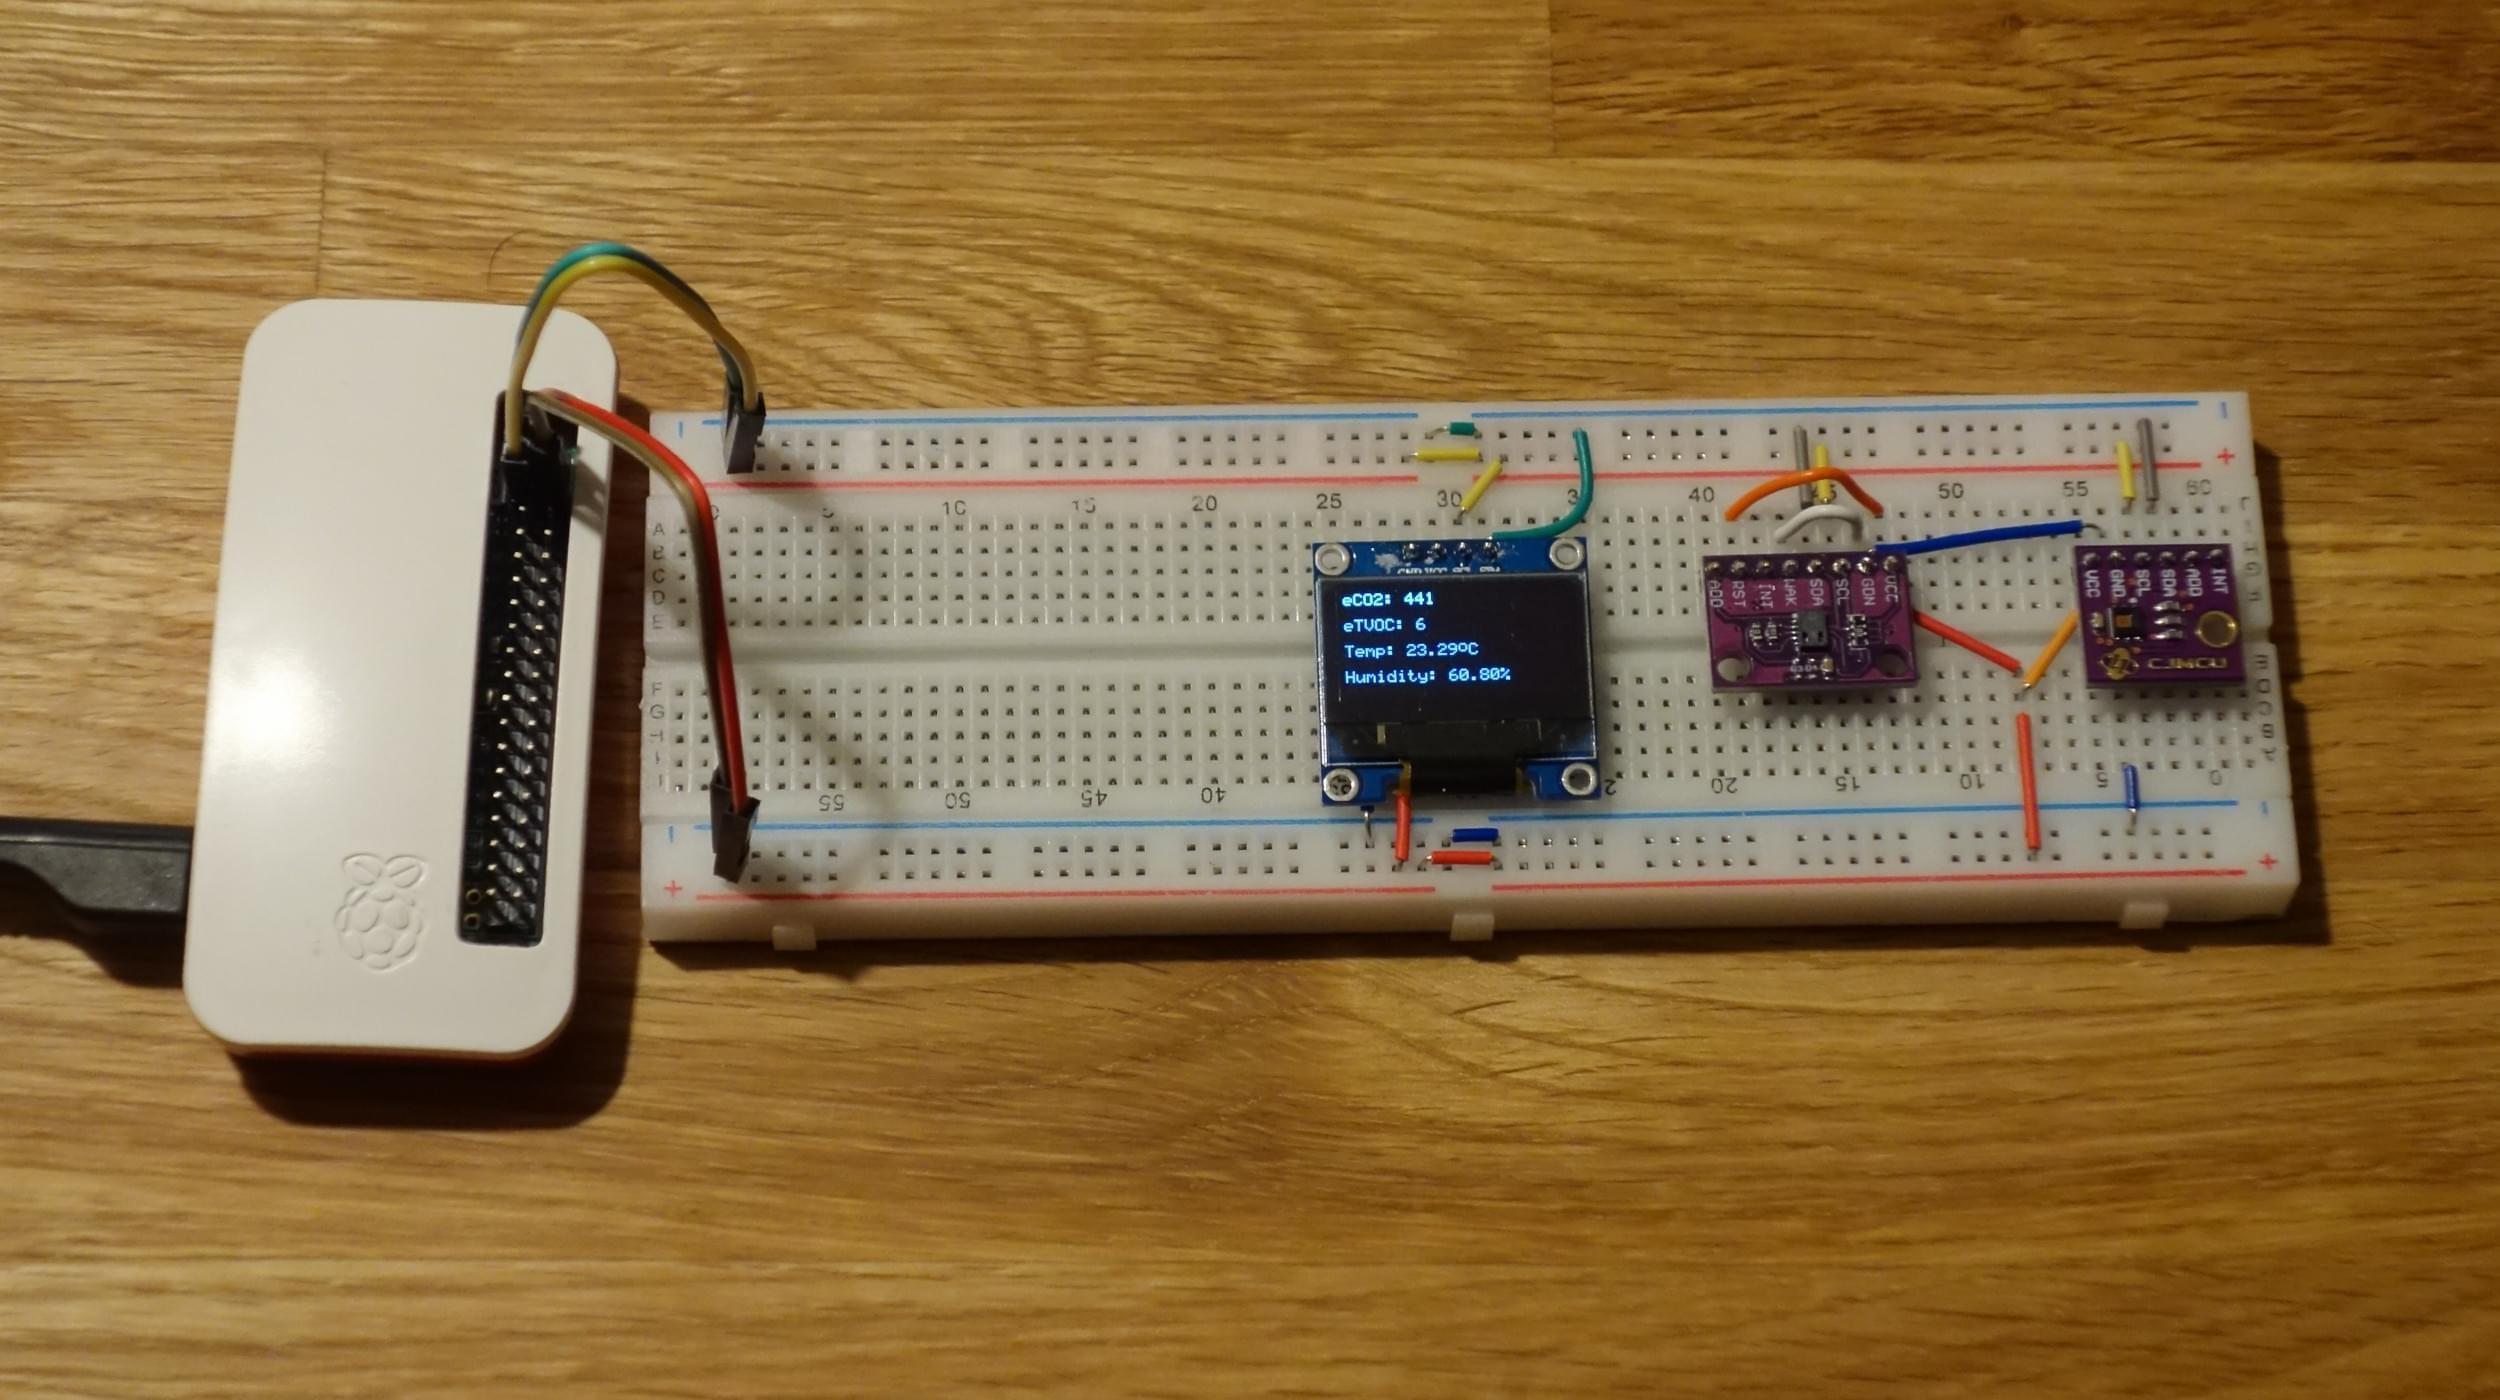 eCO2: 441
eTVOC: 6
Temp: 23.29ºC
Humidity: 60.80%
ADD RST INT WAK SDA SCL GDN VCC
VCC GND SCL SDA ADD INT
CJMCU
10 15 20 25 30 40 50 55 60
A
B
C
D
E
F
G
H
55 50 45 40 20 15 10 5 0